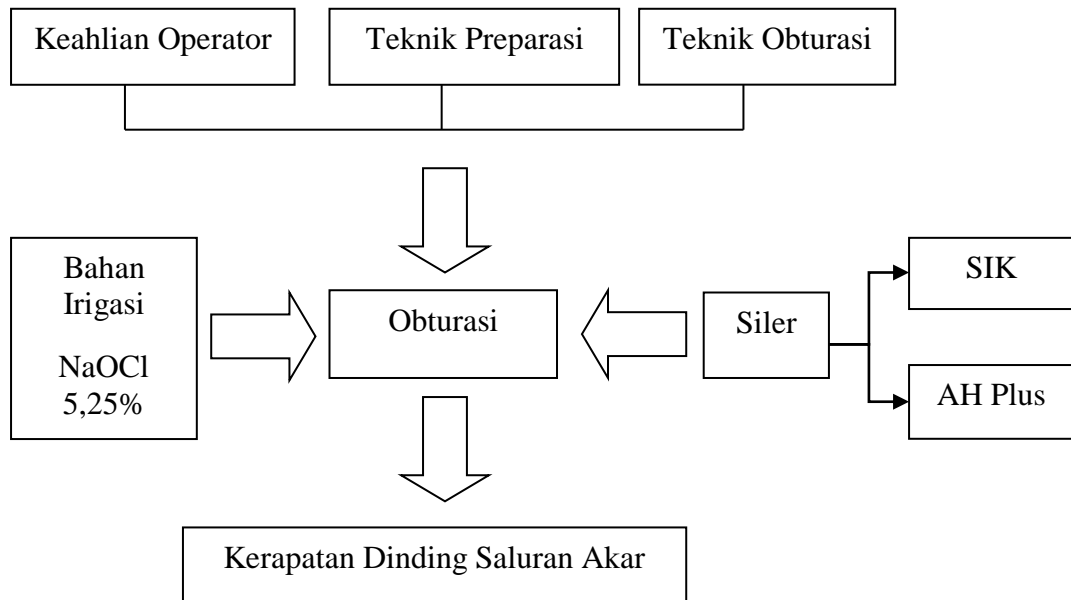 Keahlian Operator
Teknik Preparasi
Teknik Obturasi
Bahan
Irigasi
NaOCl
5,25%
Obturasi
Siler
SIK
AH Plus
Kerapatan Dinding Saluran Akar